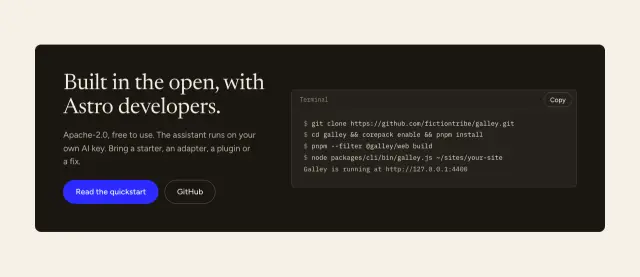 Built in the open, with
Astro developers.
Apache-2.0, free to use. The assistant runs on your
own AI key. Bring a starter, an adapter, a plugin or
a fix.
Read the quickstart
GitHub
Terminal
Copy
$ git clone https://github.com/fictiontribe/galley.git
$ cd galley && corepack enable && pnpm install
$ pnpm --filter @galley/web build
$ node packages/cli/bin/galley.js ~/sites/your-site
Galley is running at http://127.0.0.1:4400